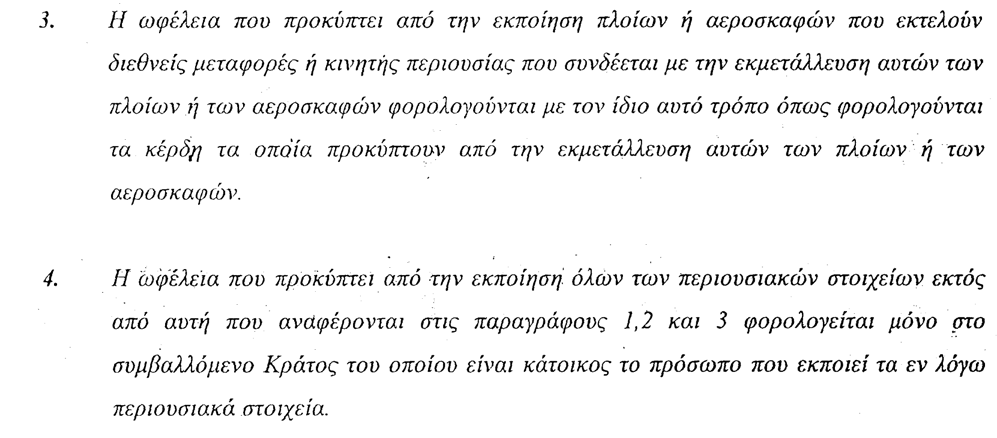 3. Η ωφέλεια που προκύπτει από την εκποίηση πλοίων ή αεροσκαφών που εκτελούν
διεθνείς μεταφορές ή κινητής περιουσίας που συνδέεται με την εκμετάλλευση αυτών των
πλοίων ή των αεροσκαφών φορολογούνται με τον ίδιο αυτό τρόπο όπως φορολογούνται
τα κέρδη τα οποία προκύπτουν από την εκμετάλλευση αυτών των πλοίων ή των
αεροσκαφών.
4. Η ωφέλεια που προκύπτει από την εκποίηση όλων των περιουσιακών στοιχείων εκτός
από αυτή που αναφέρονται στις παραγράφους 1,2 και 3 φορολογείται μόνο στο
συμβαλλόμενο Κράτος του οποίου είναι κάτοικος το πρόσωπο που εκποιεί τα εν λόγω
περιουσιακά στοιχεία.